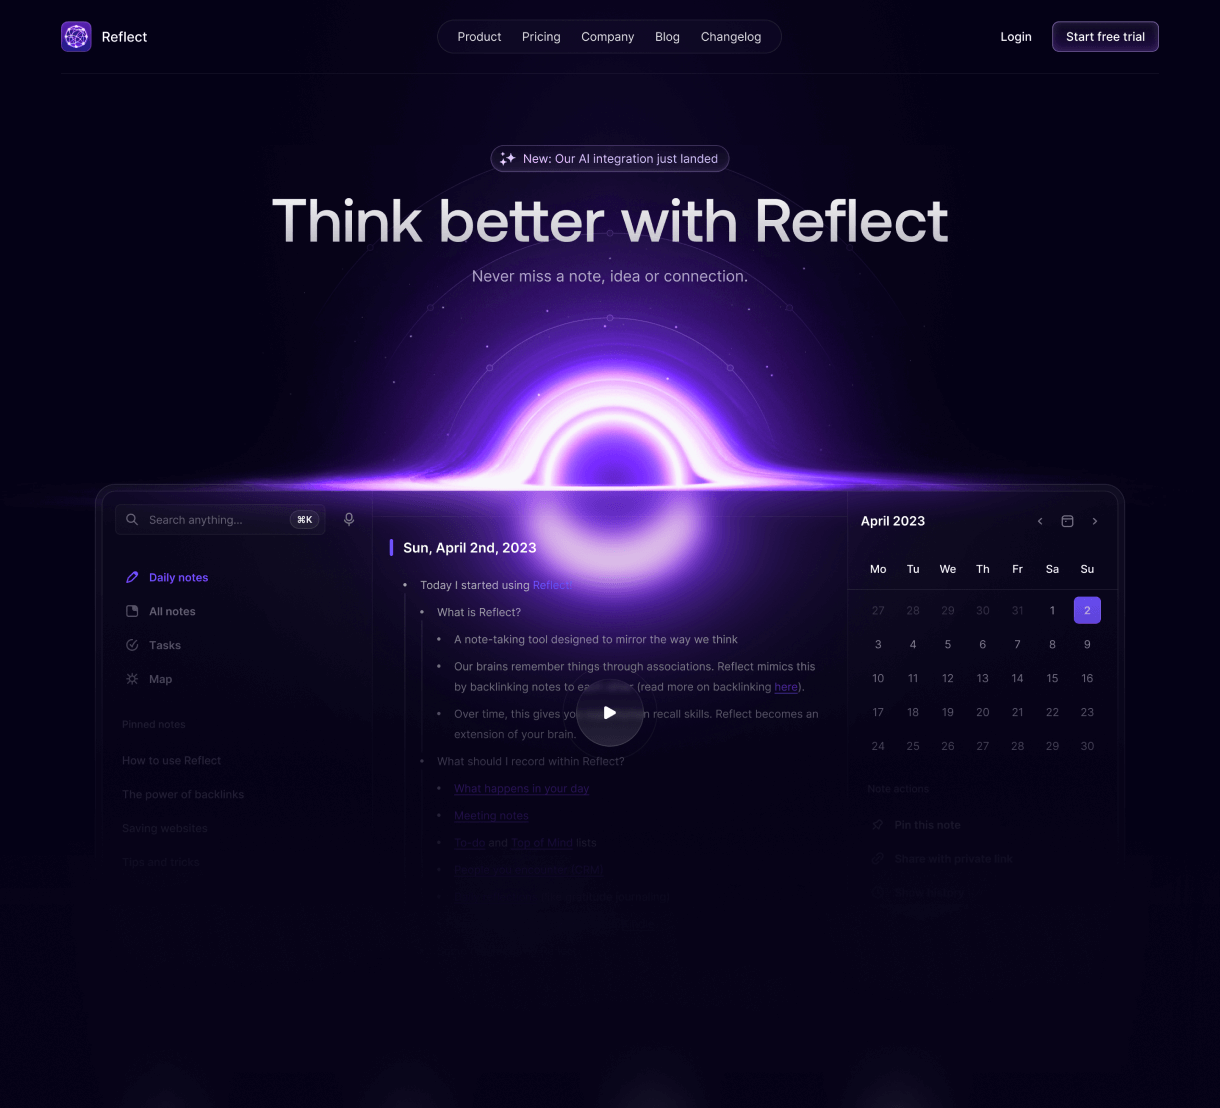 Reflect
Product Pricing Company Blog Changelog
Login
Start free trial
New: Our AI integration just landed
Think better with Reflect
Never miss a note, idea or connection.
Search anything...
⌘K
Daily notes
All notes
Tasks
Map
Pinned notes
How to use Reflect
The power of backlinks
Saving websites
Tips and tricks
Sun, April 2nd, 2023
• Today I started using Reflect.
• What is Reflect?
• A note-taking tool designed to mirror the way we think
• Our brains remember things through associations. Reflect mimics this
by backlinking notes to each other (read more on backlinking here).
• Over time, this gives you recall skills. Reflect becomes an
extension of your brain.
• What should I record within Reflect?
• What happens in your day
• Meeting notes
• To-do and Top of Mind lists
April 2023
Mo Tu We Th Fr Sa Su
27 28 29 30 31 1 2
3 4 5 6 7 8 9
10 11 12 13 14 15 16
17 18 19 20 21 22 23
24 25 26 27 28 29 30
Note actions
Pin this note
Share with private link